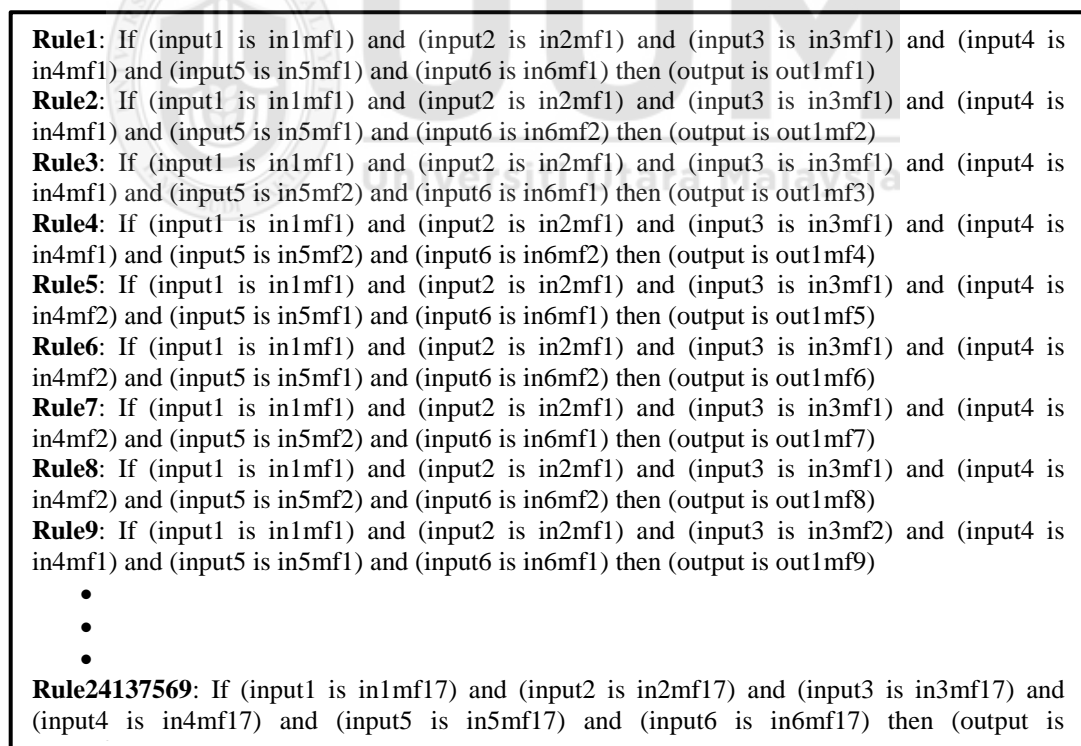 Rule1: If (input1 is in1mf1) and (input2 is in2mf1) and (input3 is in3mf1) and (input4 is
in4mf1) and (input5 is in5mf1) and (input6 is in6mf1) then (output is out1mf1)
Rule2: If (input1 is in1mf1) and (input2 is in2mf1) and (input3 is in3mf1) and (input4 is
in4mf1) and (input5 is in5mf1) and (input6 is in6mf2) then (output is out1mf2)
Rule3: If (input1 is in1mf1) and (input2 is in2mf1) and (input3 is in3mf1) and (input4 is
in4mf1) and (input5 is in5mf2) and (input6 is in6mf1) then (output is out1mf3)
Universiti Utara Malaysia
Rule4: If (input1 is in1mf1) and (input2 is in2mf1) and (input3 is in3mf1) and (input4 is
in4mf1) and (input5 is in5mf2) and (input6 is in6mf2) then (output is out1mf4)
Rule5: If (input1 is in1mf1) and (input2 is in2mf1) and (input3 is in3mf1) and (input4 is
in4mf2) and (input5 is in5mf1) and (input6 is in6mf1) then (output is out1mf5)
Rule6: If (input1 is in1mf1) and (input2 is in2mf1) and (input3 is in3mf1) and (input4 is
in4mf2) and (input5 is in5mf1) and (input6 is in6mf2) then (output is out1mf6)
Rule7: If (input1 is in1mf1) and (input2 is in2mf1) and (input3 is in3mf1) and (input4 is
in4mf2) and (input5 is in5mf2) and (input6 is in6mf1) then (output is out1mf7)
Rule8: If (input1 is in1mf1) and (input2 is in2mf1) and (input3 is in3mf1) and (input4 is
in4mf2) and (input5 is in5mf2) and (input6 is in6mf2) then (output is out1mf8)
Rule9: If (input1 is in1mf1) and (input2 is in2mf1) and (input3 is in3mf2) and (input4 is
in4mf1) and (input5 is in5mf1) and (input6 is in6mf1) then (output is out1mf9)
•
•
•
Rule24137569: If (input1 is in1mf17) and (input2 is in2mf17) and (input3 is in3mf17) and
(input4 is in4mf17) and (input5 is in5mf17) and (input6 is in6mf17) then (output is